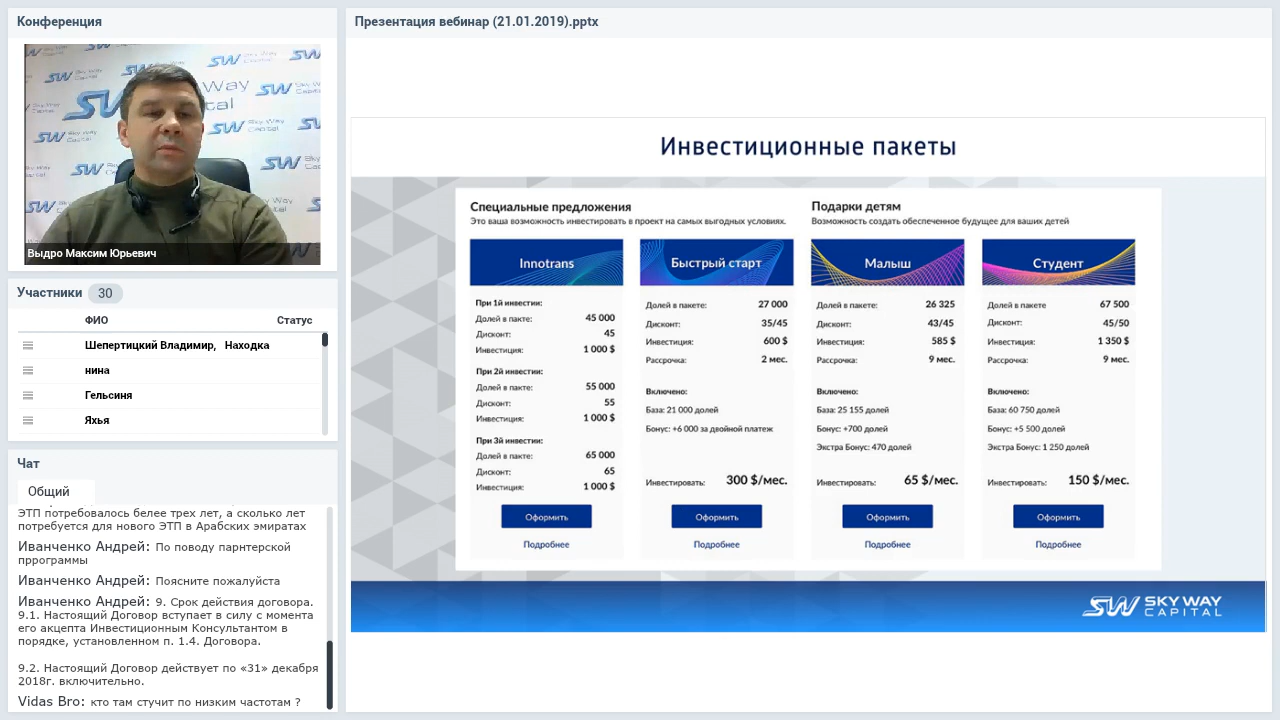 Конференция
Выдро Максим Юрьевич
Участники 30
ФИО Статус
Шепертицкий Владимир, Находка
нина
Гельсиня
Яхья
Чат
Общий
ЭТП потребовалось белее трех лет, а сколько лет
потребуется для нового ЭТП в Арабских эмиратах
Иванченко Андрей: По поводу парнтерской
пррограммы
Иванченко Андрей: Поясните пожалуйста
Иванченко Андрей: 9. Срок действия договора.
9.1. Настоящий Договор вступает в силу с момента
его акцепта Инвестиционным Консультантом в
порядке, установленном п. 1.4. Договора.
9.2. Настоящий Договор действует по «31» декабря
2018г. включительно.
Vidas Bro: кто там стучит по низким частотам ?
Презентация вебинар (21.01.2019).pptx
Инвестиционные пакеты
Специальные предложения
Это ваша возможность инвестировать в проект на самых выгодных условиях.
Innotrans
При 1й инвестии:
Долей в пакте: 45 000
Дисконт: 45
Инвестиция: 1 000 $
При 2й инвестии:
Долей в пакте: 55 000
Дисконт: 55
Инвестиция: 1 000 $
При 3й инвестии:
Долей в пакте: 65 000
Дисконт: 65
Инвестиция: 1 000 $
Оформить
Подробнее
Быстрый старт
Долей в пакете: 27 000
Дисконт: 35/45
Инвестиция: 600 $
Рассрочка: 2 мес.
Включено:
База: 21 000 долей
Бонус: +6 000 за двойной платеж
Инвестировать: 300 $/мес.
Оформить
Подробнее
Подарки детям
Возможность создать обеспеченное будущее для ваших детей
Малыш
Долей в пакете: 26 325
Дисконт: 43/45
Инвестиция: 585 $
Рассрочка: 9 мес.
Включено:
База: 25 155 долей
Бонус: +700 долей
Экстра Бонус: 470 долей
Инвестировать: 65 $/мес.
Оформить
Подробнее
Студент
Долей в пакете 67 500
Дисконт: 45/50
Инвестиция: 1 350 $
Рассрочка: 9 мес.
Включено:
База: 60 750 долей
Бонус: +5 500 долей
Экстра Бонус: 1 250 долей
Инвестировать: 150 $/мес.
Оформить
Подробнее
SW SKY WAY
CAPITAL